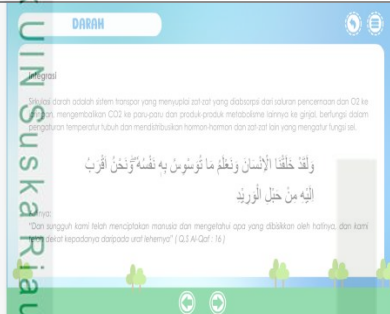 DARAH
UIN Suska Riau
Integrasi
Sirkulasi darah adalah sistem transpor yang menyuplai zat-zat yang diabsorpsi dari saluran pencernaan dan O2 ke
jaringan, mengembalikan CO2 ke paru-paru dan produk-produk metabolisme lainnya ke ginjal, berfungsi dalam
pengaturan temperatur tubuh dan mendistribusikan hormon-hormon dan zat-zat lain yang mengatur fungsi sel.
وَلَقَدْ خَلَقْنَا الْاِنْسَانَ وَنَعْلَمُ مَا تُوَسْوِسُ بِهٖ نَفْسُهٗ وَنَحْنُ اَقْرَبُ
اِلَيْهِ مِنْ حَبْلِ الْوَرِيْدِ
"Dan sungguh kami telah menciptakan manusia dan mengetahui apa yang dibisikkan oleh hatinya, dan kami
telah dekat kepadanya daripada urat lehernya" ( Q.S Al-Qaf : 16 )